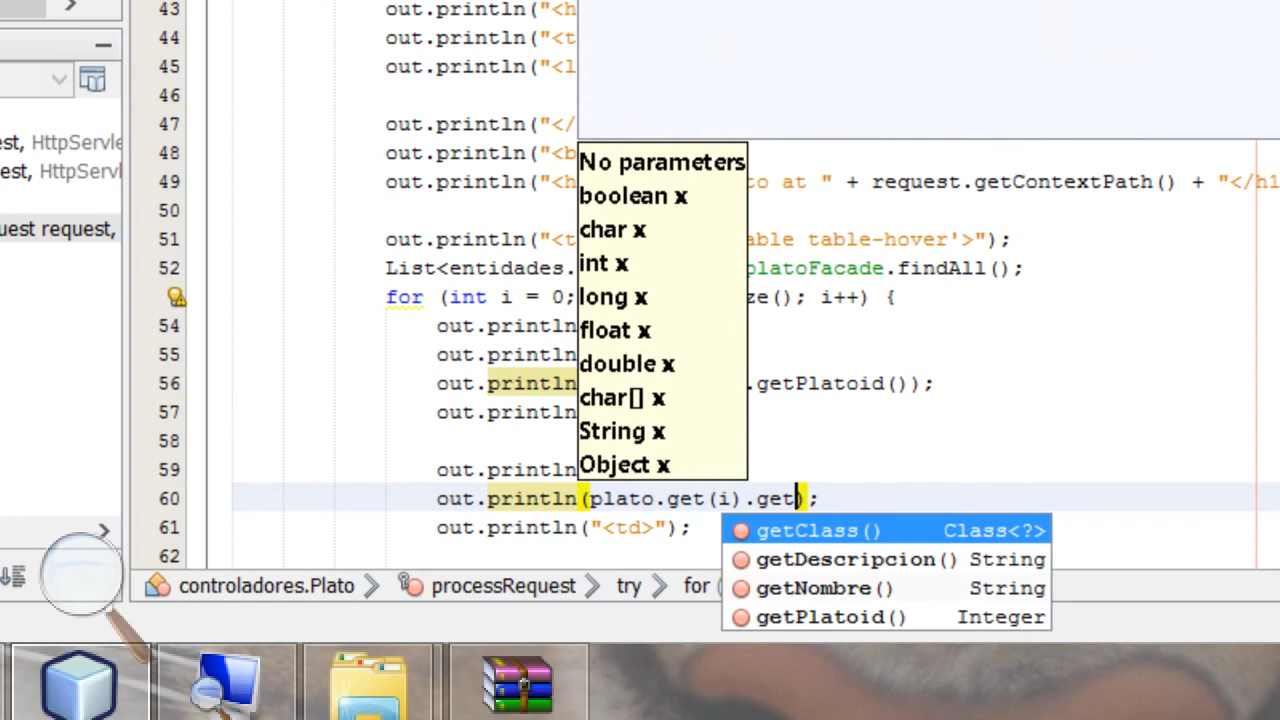 43 out.println("<h
44 out.println("<t
45 out.println("<l
46
est, HttpServle
47 out.println("</
48 out.println("<b
No parameters
est, HttpServl
49 out.println("<h to at " + request.getContextPath() + "</h1
boolean x
50
uest request,
char x
51 out.println("<t able table-hover'>");
int x
52 List<entidades. platoFacade.findAll();
long x
for (int i = 0; ze(); i++) {
float x
54 out.println
55 out.println
double x
56 out.println .getPlatoid());
char[] x
57 out.println
String x
58
Object x
59 out.println
60 out.println(plato.get(i).get);
61 out.println("<td>");
62
getClass() Class<?>
getDescripcion() String
getNombre() String
getPlatoid() Integer
controladores.Plato processRequest try for